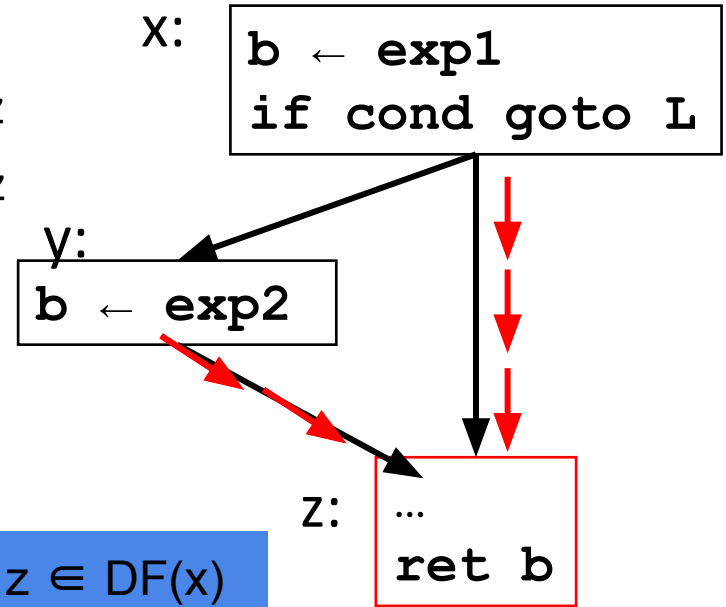 x:
b ← exp1
if cond goto L
z
z
y:
b ← exp2
z:
...
ret b
z ∈ DF(x)